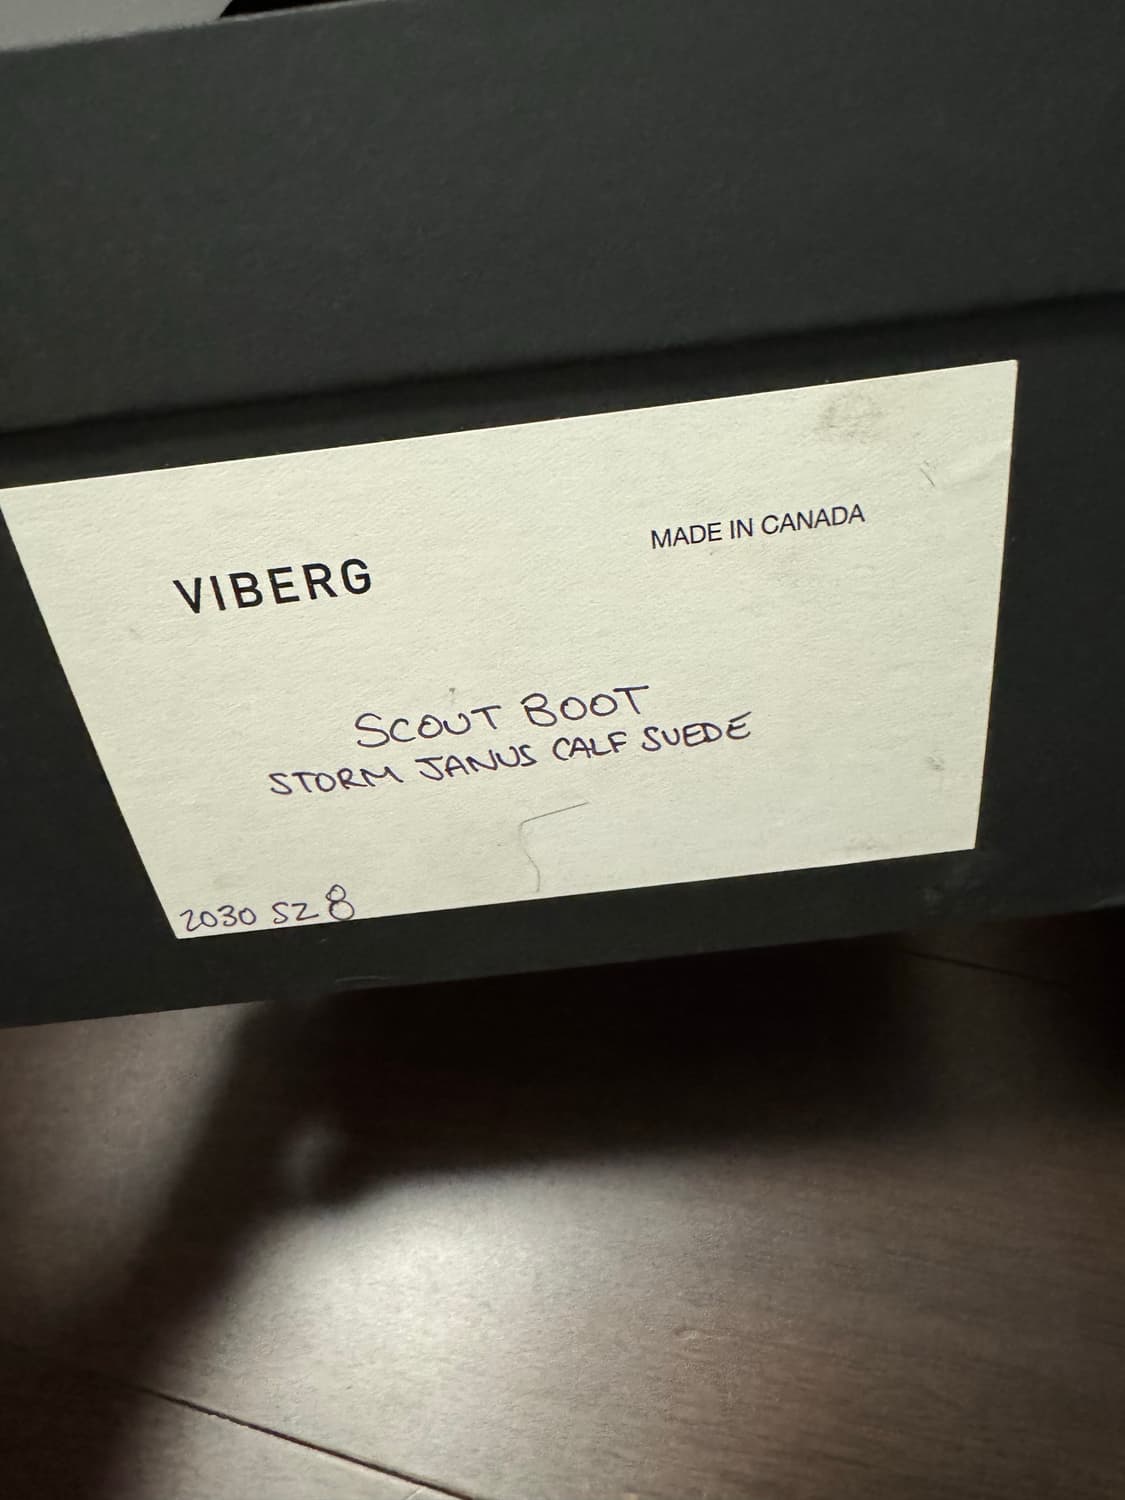 VIBERG
MADE IN CANADA
SCOUT BOOT
STORM JANUS CALF SUEDE
2030 SZ 8